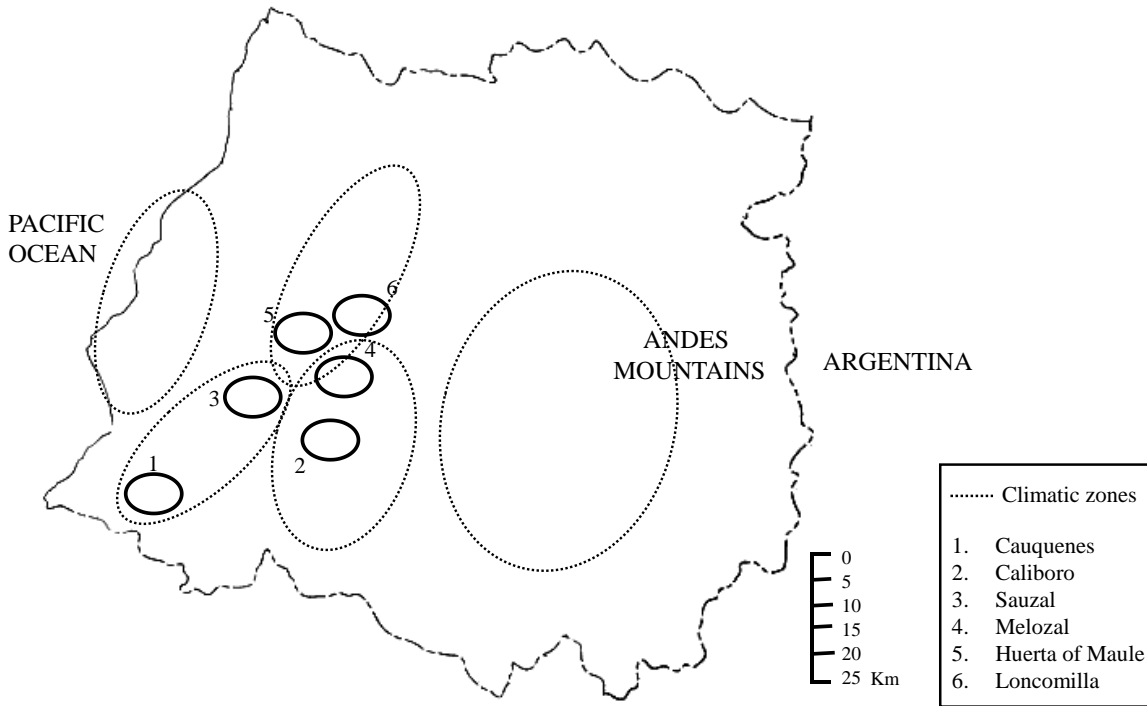 PACIFIC
OCEAN
6
5
ANDES
MOUNTAINS
ARGENTINA
4
3
2
1
Climatic zones
1. Cauquenes
2. Caliboro
3. Sauzal
4. Melozal
5. Huerta of Maule
6. Loncomilla
0
5
10
15
20
25 Km